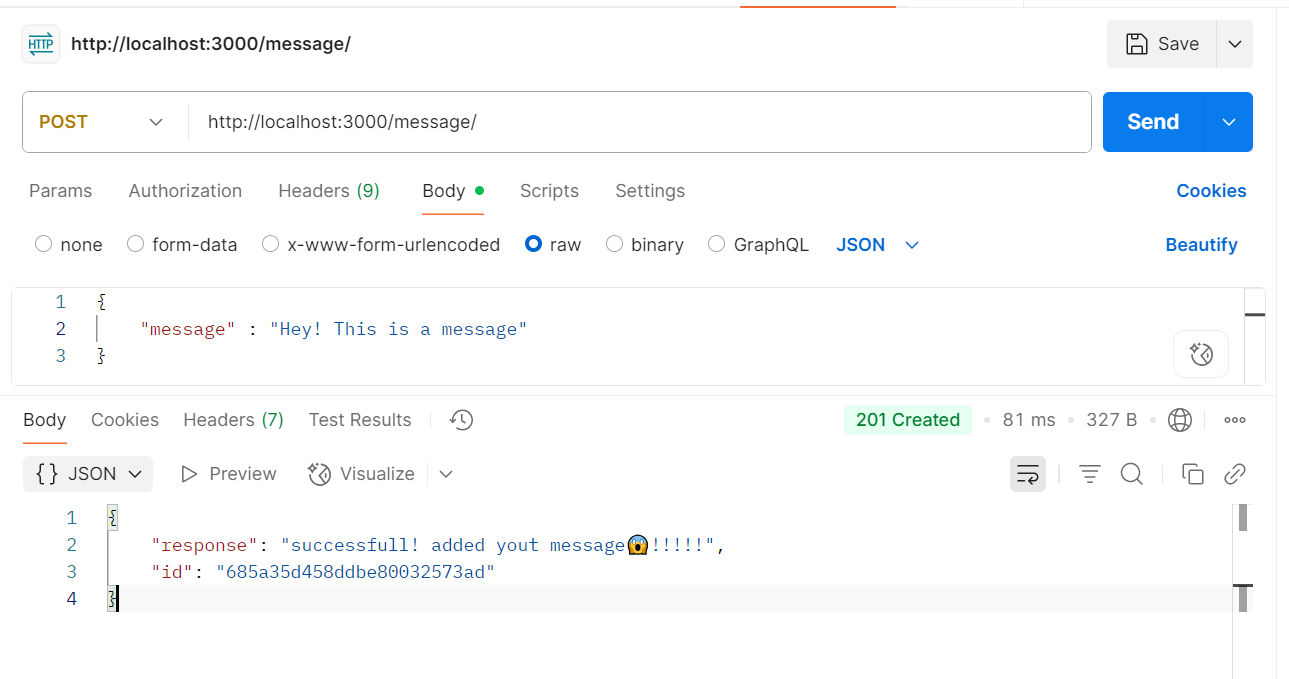 HTTP http://localhost:3000/message/ Save
POST http://localhost:3000/message/ Send
Params Authorization Headers (9) Body Scripts Settings Cookies
none form-data x-www-form-urlencoded raw binary GraphQL JSON Beautify
1 {
2 "message" : "Hey! This is a message"
3 }
Body Cookies Headers (7) Test Results 201 Created 81 ms 327 B
{} JSON Preview Visualize
1 {
2 "response": "successfull! added yout message😱!!!!!",
3 "id": "685a35d458ddbe80032573ad"
4 }